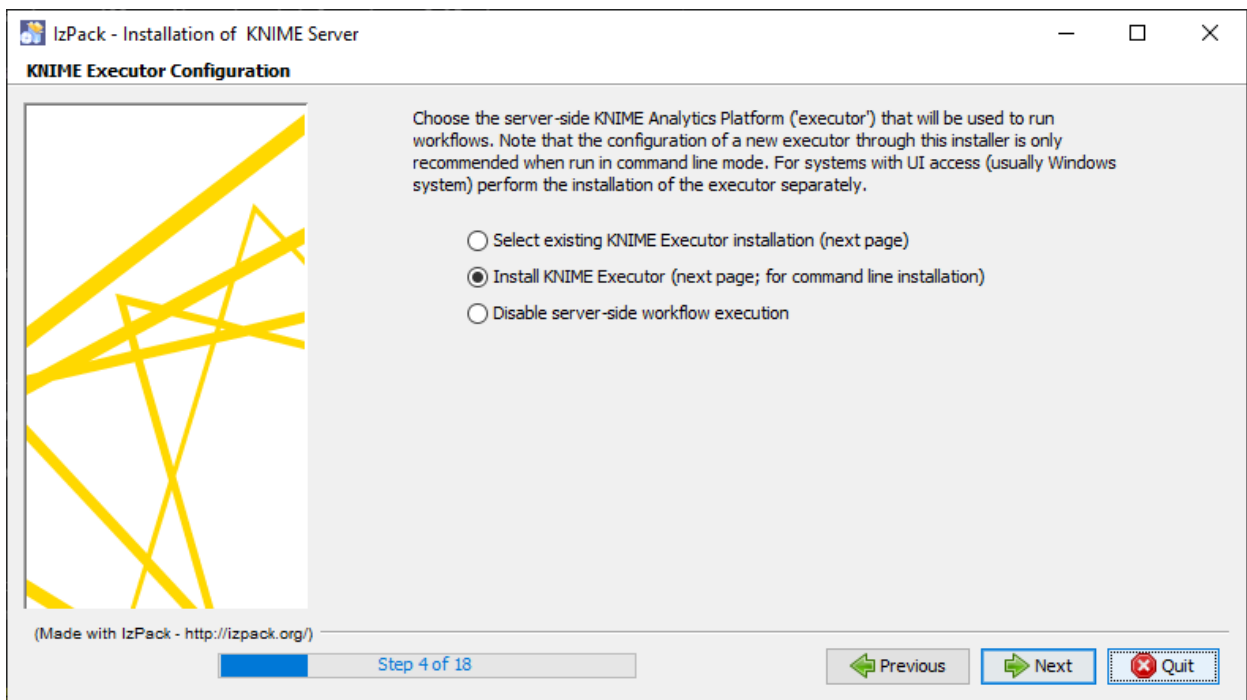 IzPack - Installation of  KNIME Server
KNIME Executor Configuration
Choose the server-side KNIME Analytics Platform ('executor') that will be used to run
workflows. Note that the configuration of a new executor through this installer is only
recommended when run in command line mode. For systems with UI access (usually Windows
system) perform the installation of the executor separately.
Select existing KNIME Executor installation (next page)
Install KNIME Executor (next page; for command line installation)
Disable server-side workflow execution
(Made with IzPack - http://izpack.org/)
Step 4 of 18
Previous
Next
Quit